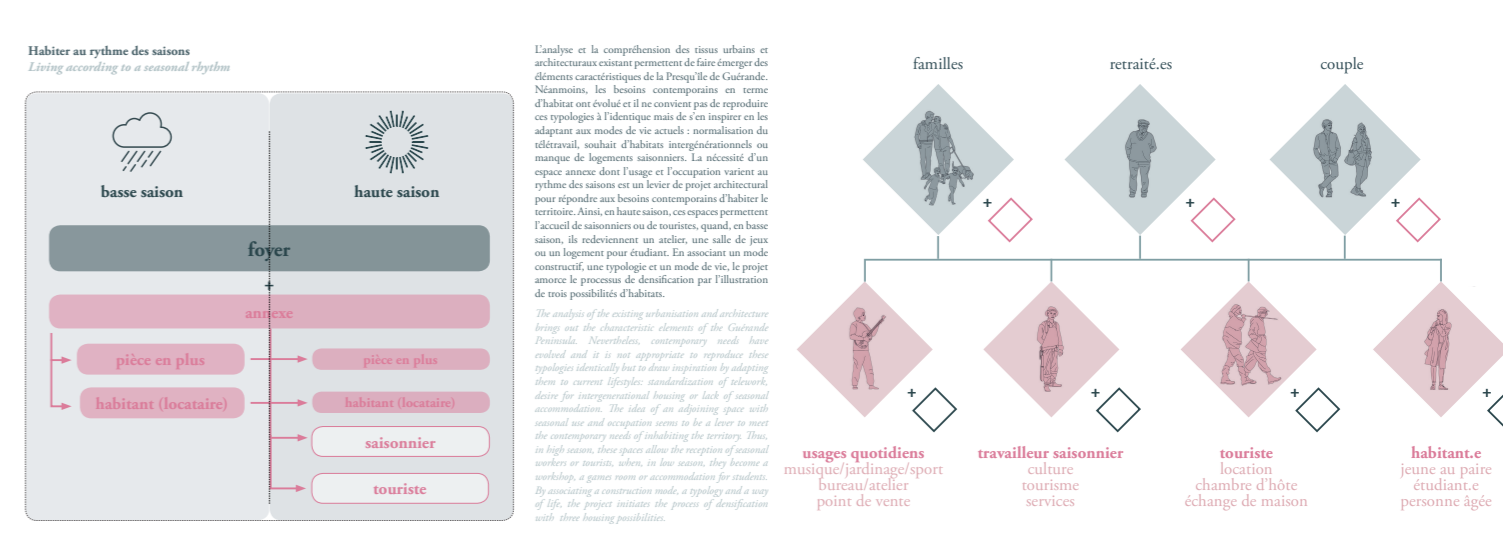 Habiter au rythme des saisons
Living according to a seasonal rhythm
basse saison
haute saison
foyer
+
annexe
pièce en plus
pièce en plus
habitant (locataire)
habitant (locataire)
saisonnier
touriste
L'analyse et la compréhension des tissus urbains et
architecturaux existant permettent de faire émerger des
éléments caractéristiques de la Presqu'île de Guérande.
Néanmoins, les besoins contemporains en terme
d'habitat ont évolué et il ne convient pas de reproduire
ces typologies à l'identique mais de s'en inspirer en les
adaptant aux modes de vie actuels : normalisation du
télétravail, souhait d'habitats intergénérationnels ou
manque de logements saisonniers. La nécessité d'un
espace annexe dont l'usage et l'occupation varient au
rythme des saisons est un levier de projet architectural
pour répondre aux besoins contemporains d'habiter le
territoire. Ainsi, en haute saison, ces espaces permettent
l'accueil de saisonniers ou de touristes, quand, en basse
saison, ils redeviennent un atelier, une salle de jeux
ou un logement pour étudiant. En associant un mode
constructif, une typologie et un mode de vie, le projet
amorce le processus de densification par l'illustration
de trois possibilités d'habitats.
The analysis of the existing urbanisation and architecture
brings out the characteristic elements of the Guérande
Peninsula. Nevertheless, contemporary needs have
evolved and it is not appropriate to reproduce these
typologies identically but to draw inspiration by adapting
them to current lifestyles: standardization of telework,
desire for intergenerational housing or lack of seasonal
accommodation. The idea of an adjoining space with
seasonal use and occupation seems to be a lever to meet
the contemporary needs of inhabiting the territory. Thus,
in high season, these spaces allow the reception of seasonal
workers or tourists, when, in low season, they become a
workshop, a games room or accommodation for students.
By associating a construction mode, a typology and a way
of life, the project initiates the process of densification
with three housing possibilities.
familles
retraité.es
couple
+
+
+
+
+
+
+
usages quotidiens
musique/jardinage/sport
bureau/atelier
point de vente
travailleur saisonnier
culture
tourisme
services
touriste
location
chambre d'hôte
échange de maison
habitant.e
jeune au paire
étudiant.e
personne âgée